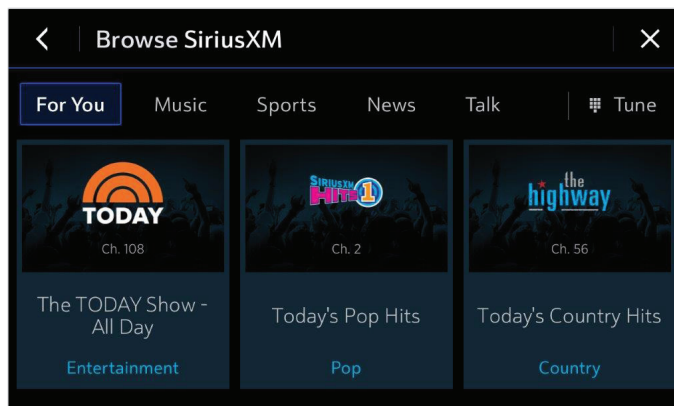 Browse SiriusXM
For You Music Sports News Talk Tune
TODAY
Ch. 108
The TODAY Show -
All Day
Entertainment
SIRIUSXM
HITS 1
Ch. 2
Today's Pop Hits
Pop
the
highway
Ch. 56
Today's Country Hits
Country